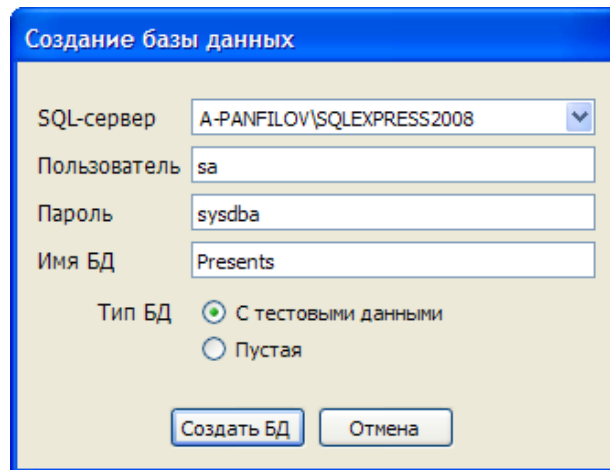 Создание базы данных
SQL-сервер A-PANFILOV\SQLEXPRESS2008
Пользователь sa
Пароль sysdba
Имя БД Presents
Тип БД С тестовыми данными
Пустая
Создать БД Отмена